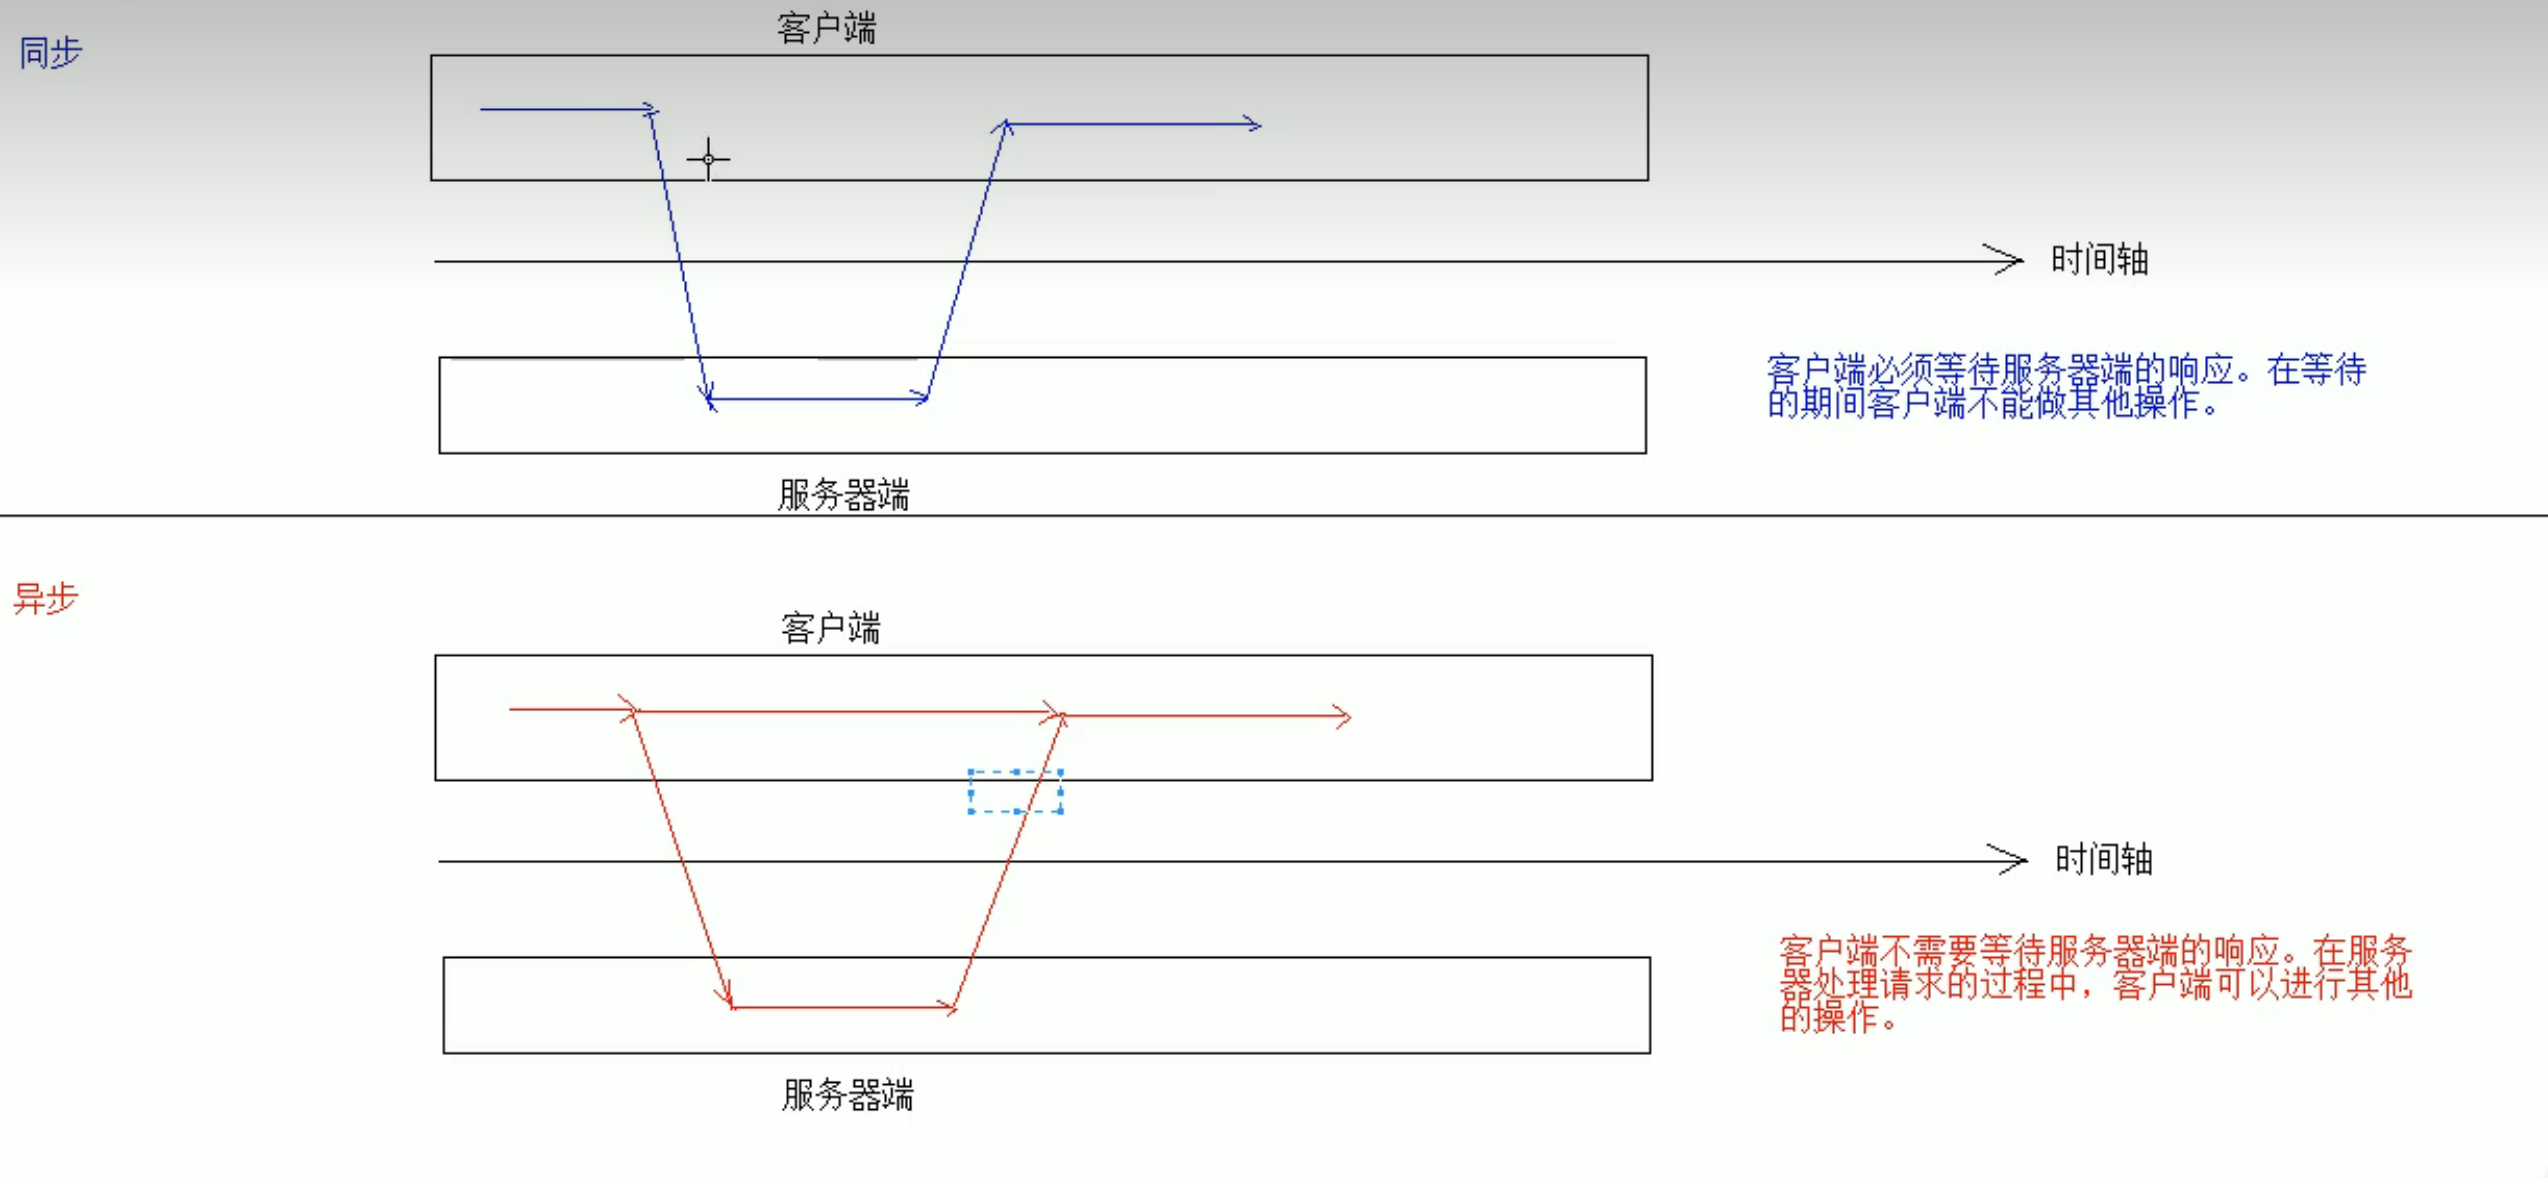 客户端
同步
时间轴
客户端必须等待服务器端的响应。在等待
的期间客户端不能做其他操作。
服务器端
异步
客户端
时间轴
客户端不需要等待服务器端的响应。在服务
器处理请求的过程中，客户端可以进行其他
的操作。
服务器端